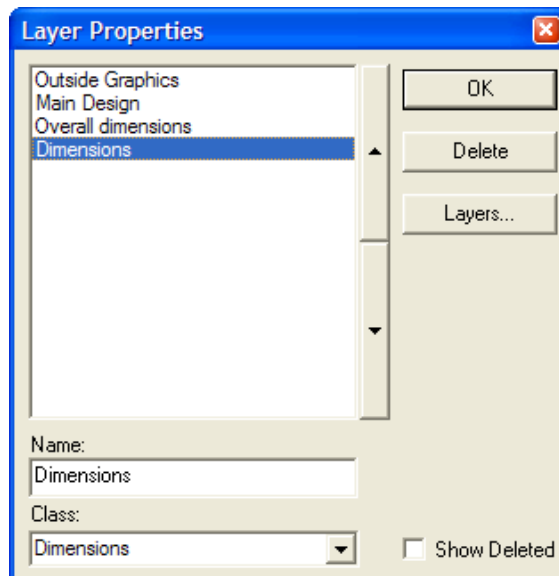 Layer Properties
Outside Graphics
Main Design
Overall dimensions
Dimensions
OK
Delete
Layers...
Name:
Dimensions
Class:
Dimensions
Show Deleted